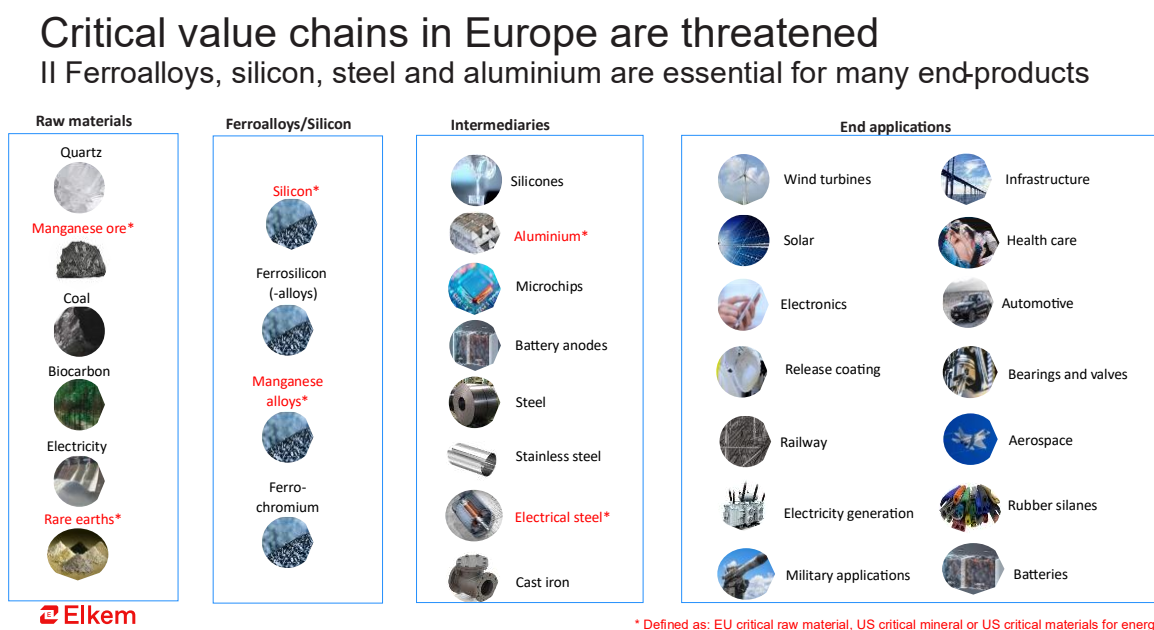 Critical value chains in Europe are threatened
II Ferroalloys, silicon, steel and aluminium are essential for many end-products
Raw materials
Quartz
Manganese ore*
Coal
Biocarbon
Electricity
Rare earths*
Ferroalloys/Silicon
Silicon*
Ferrosilicon
(-alloys)
Manganese
alloys*
Ferro-
chromium
Intermediaries
Silicones
Aluminium*
Microchips
Battery anodes
Steel
Stainless steel
Electrical steel*
Cast iron
End applications
Wind turbines
Solar
Electronics
Release coating
Railway
Electricity generation
Military applications
Infrastructure
Health care
Automotive
Bearings and valves
Aerospace
Rubber silanes
Batteries
Elkem
* Defined as: EU critical raw material, US critical mineral or US critical materials for energ